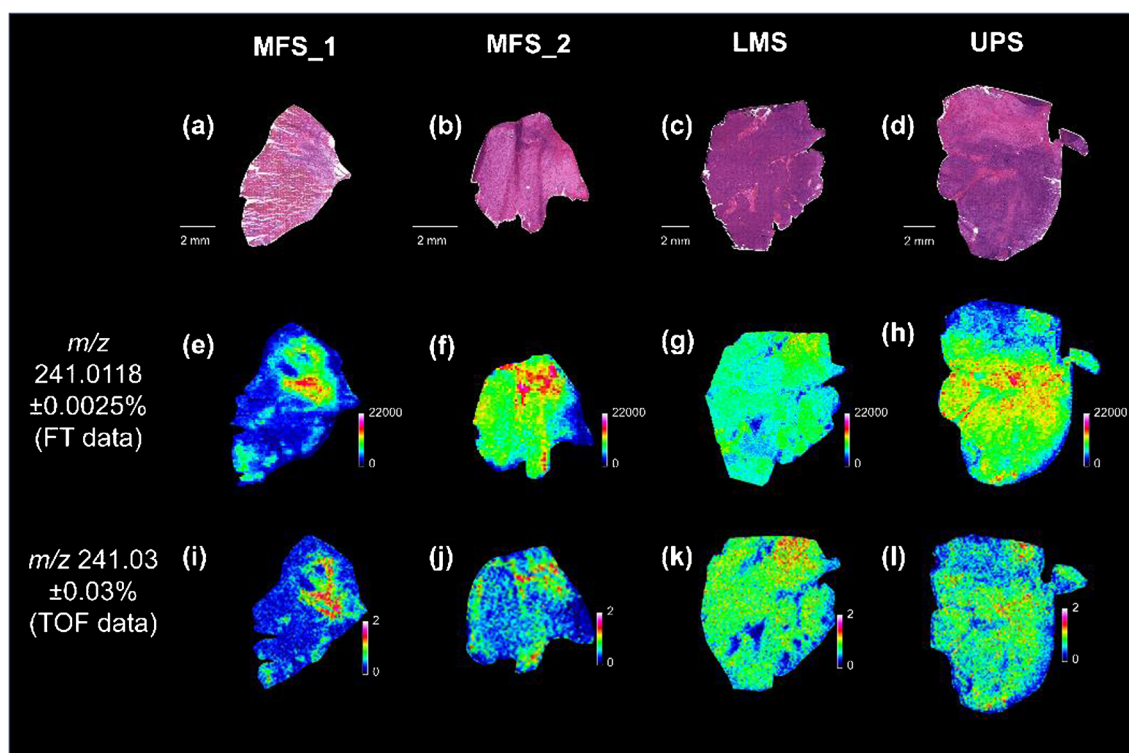 MFS_1 MFS_2 LMS UPS
(a) (b) (c) (d)
2 mm 2 mm 2 mm 2 mm
m/z
241.0118
±0.0025%
(FT data)
(e) (f) (g) (h)
22000 22000 22000 22000
0 0 0 0
m/z 241.03
±0.03%
(TOF data)
(i) (j) (k) (l)
2 2 2 2
0 0 0 0